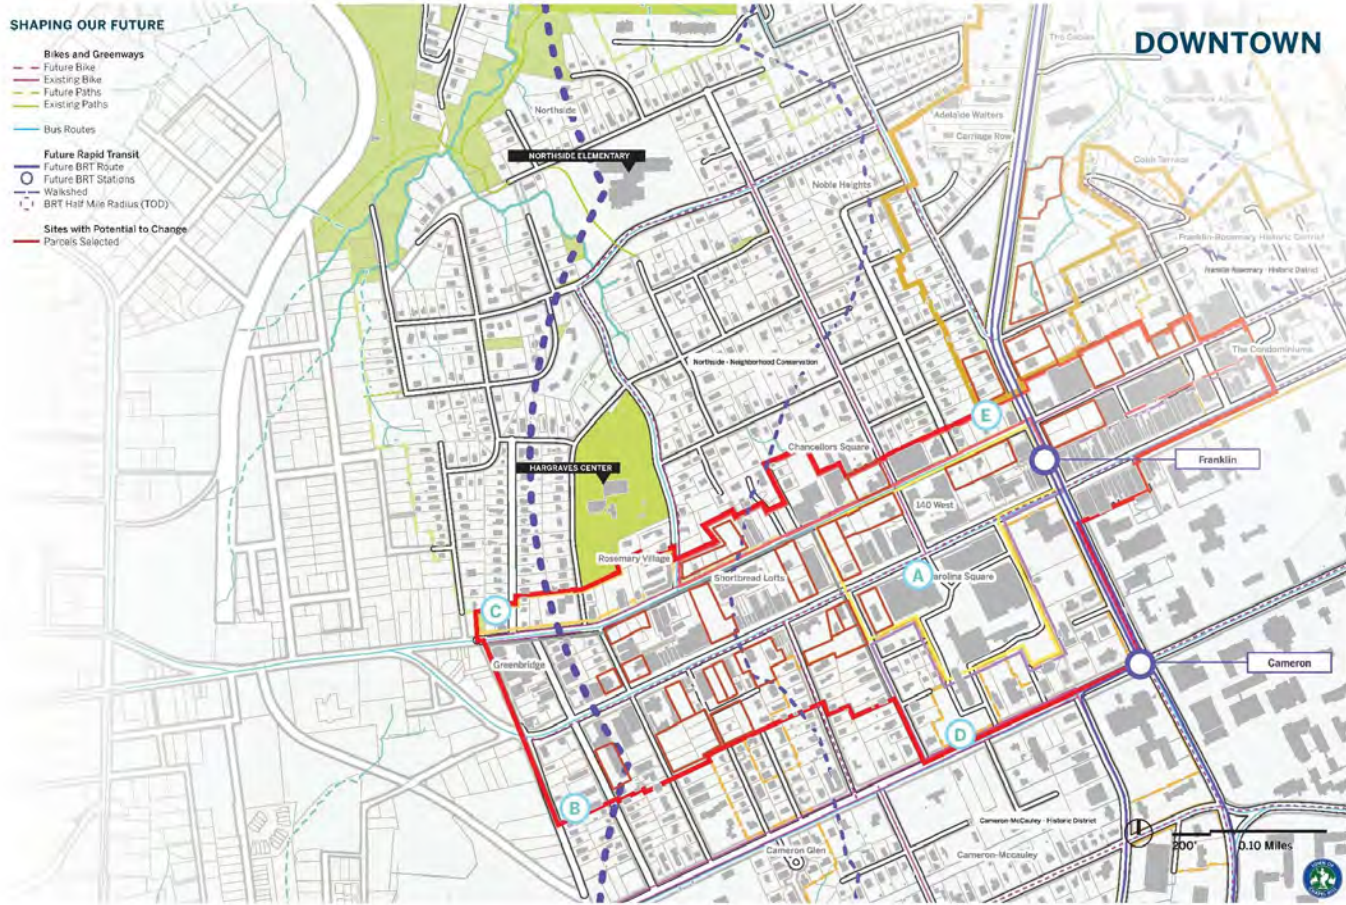 SHAPING OUR FUTURE
Bikes and Greenways
Future Bike
Existing Bike
Future Paths
Existing Paths
Bus Routes
Future Rapid Transit
Future BRT Route
Future BRT Stations
Walkshed
BRT Half Mile Radius (TOD)
Sites with Potential to Change
Parcels Selected
DOWNTOWN
The Gables
Adelaide Walters
Carriage Row
Northside
NORTHSIDE ELEMENTARY
Cobb Terrace
Noble Heights
Franklin-Rosemary Historic District
Franklin-Rosemary - Historic District
The Condominiums
Northside - Neighborhood Conservation
E
Chancellors Square
Franklin
HARGRAVES CENTER
140 West
Rosemary Village
Shortbread Lofts
A
arolina Square
C
Greenbridge
Cameron
D
B
Cameron-McCauley - Historic District
Cameron Glen
Cameron-Mccauley
200'
0.10 Miles